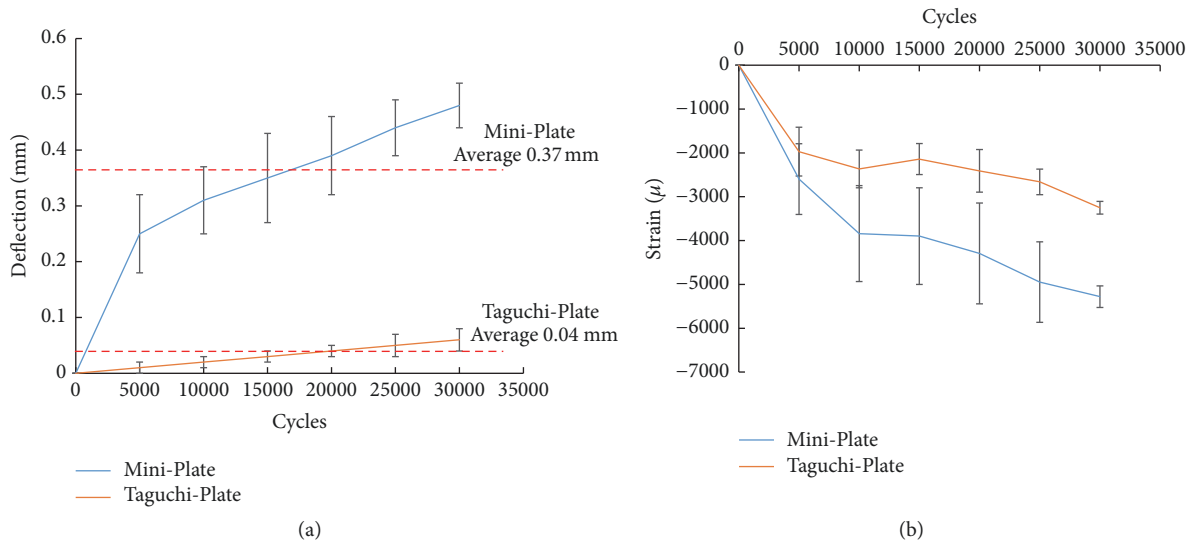 0.6
0.5
0.4
0.3
0.2
0.1
0
Deflection (mm)
Mini-Plate
Average 0.37 mm
Taguchi-Plate
Average 0.04 mm
0 5000 10000 15000 20000 25000 30000 35000
Cycles
Mini-Plate
Taguchi-Plate
(a)
Cycles
0 5000 10000 15000 20000 25000 30000 35000
0
−1000
−2000
−3000
−4000
−5000
−6000
−7000
Strain (μ)
Mini-Plate
Taguchi-Plate
(b)